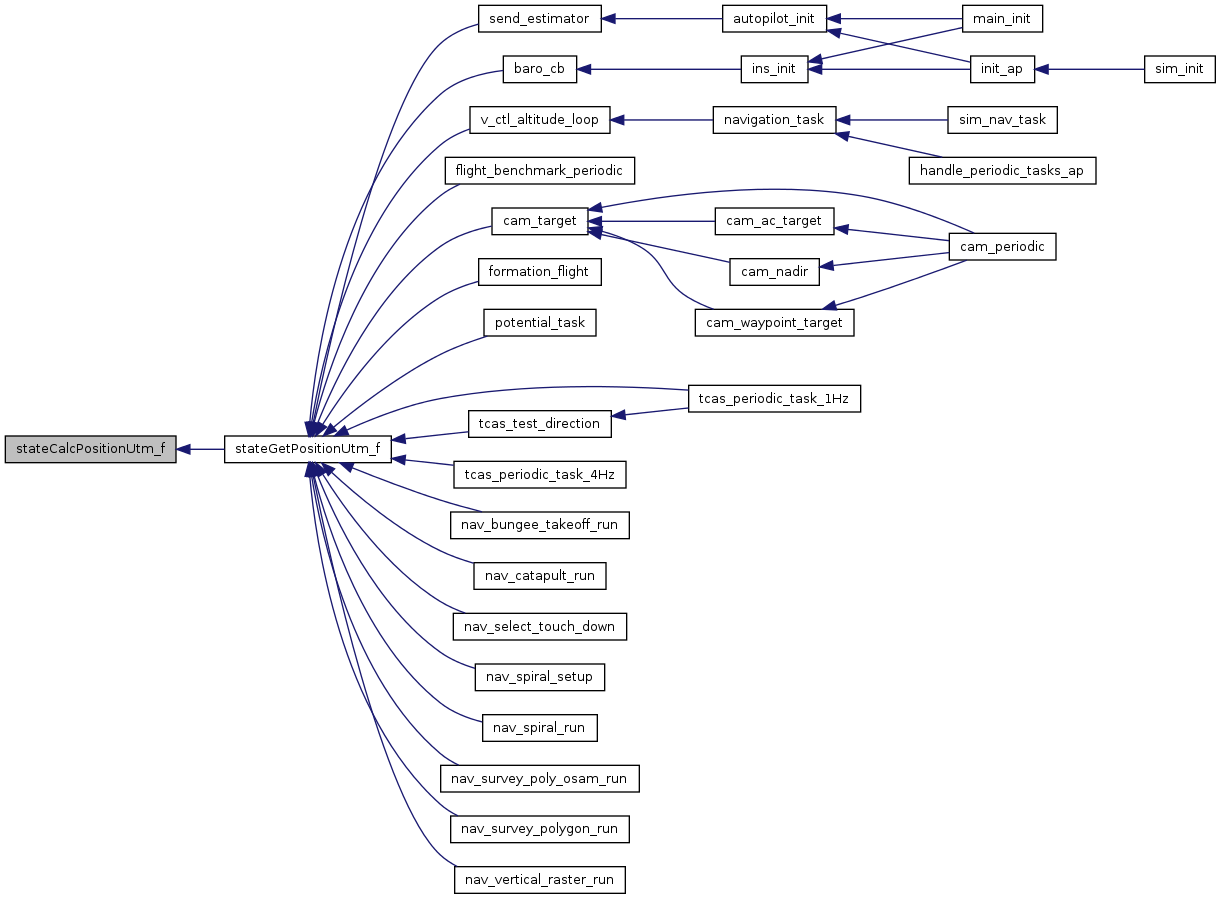 send_estimator
autopilot_init
main_init
baro_cb
ins_init
init_ap
sim_init
v_ctl_altitude_loop
navigation_task
sim_nav_task
flight_benchmark_periodic
handle_periodic_tasks_ap
cam_target
cam_ac_target
cam_periodic
formation_flight
cam_nadir
potential_task
cam_waypoint_target
tcas_periodic_task_1Hz
tcas_test_direction
stateCalcPositionUtm_f
stateGetPositionUtm_f
tcas_periodic_task_4Hz
nav_bungee_takeoff_run
nav_catapult_run
nav_select_touch_down
nav_spiral_setup
nav_spiral_run
nav_survey_poly_osam_run
nav_survey_polygon_run
nav_vertical_raster_run